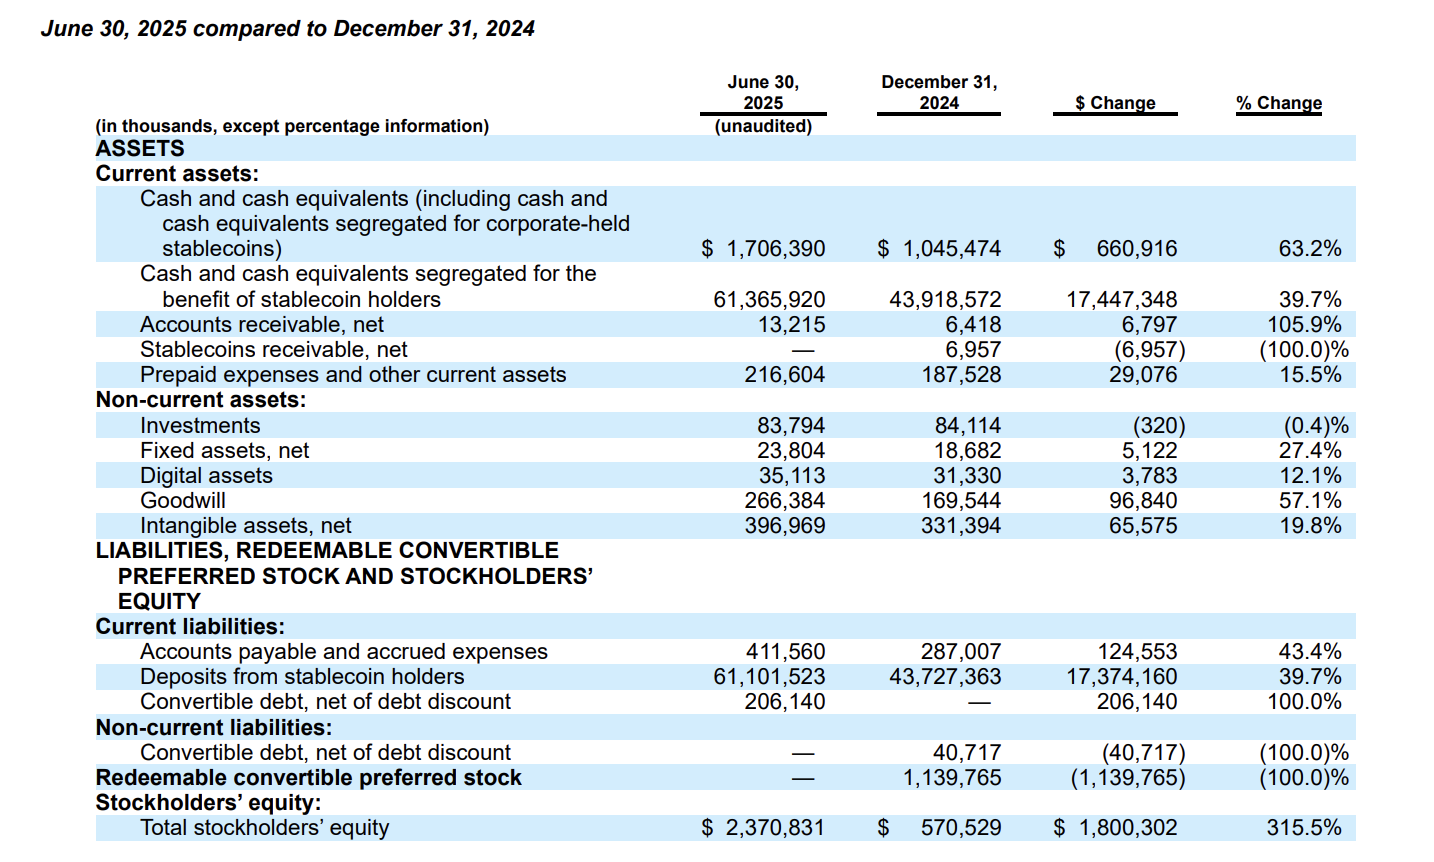 June 30, 2025 compared to December 31, 2024
June 30, December 31,
2025 2024 $ Change % Change
(in thousands, except percentage information) (unaudited)
ASSETS
Current assets:
Cash and cash equivalents (including cash and
cash equivalents segregated for corporate-held
stablecoins) $ 1,706,390 $ 1,045,474 $ 660,916 63.2%
Cash and cash equivalents segregated for the
benefit of stablecoin holders 61,365,920 43,918,572 17,447,348 39.7%
Accounts receivable, net 13,215 6,418 6,797 105.9%
Stablecoins receivable, net — 6,957 (6,957) (100.0)%
Prepaid expenses and other current assets 216,604 187,528 29,076 15.5%
Non-current assets:
Investments 83,794 84,114 (320) (0.4)%
Fixed assets, net 23,804 18,682 5,122 27.4%
Digital assets 35,113 31,330 3,783 12.1%
Goodwill 266,384 169,544 96,840 57.1%
Intangible assets, net 396,969 331,394 65,575 19.8%
LIABILITIES, REDEEMABLE CONVERTIBLE
PREFERRED STOCK AND STOCKHOLDERS’
EQUITY
Current liabilities:
Accounts payable and accrued expenses 411,560 287,007 124,553 43.4%
Deposits from stablecoin holders 61,101,523 43,727,363 17,374,160 39.7%
Convertible debt, net of debt discount 206,140 — 206,140 100.0%
Non-current liabilities:
Convertible debt, net of debt discount — 40,717 (40,717) (100.0)%
Redeemable convertible preferred stock — 1,139,765 (1,139,765) (100.0)%
Stockholders’ equity:
Total stockholders’ equity $ 2,370,831 $ 570,529 $ 1,800,302 315.5%